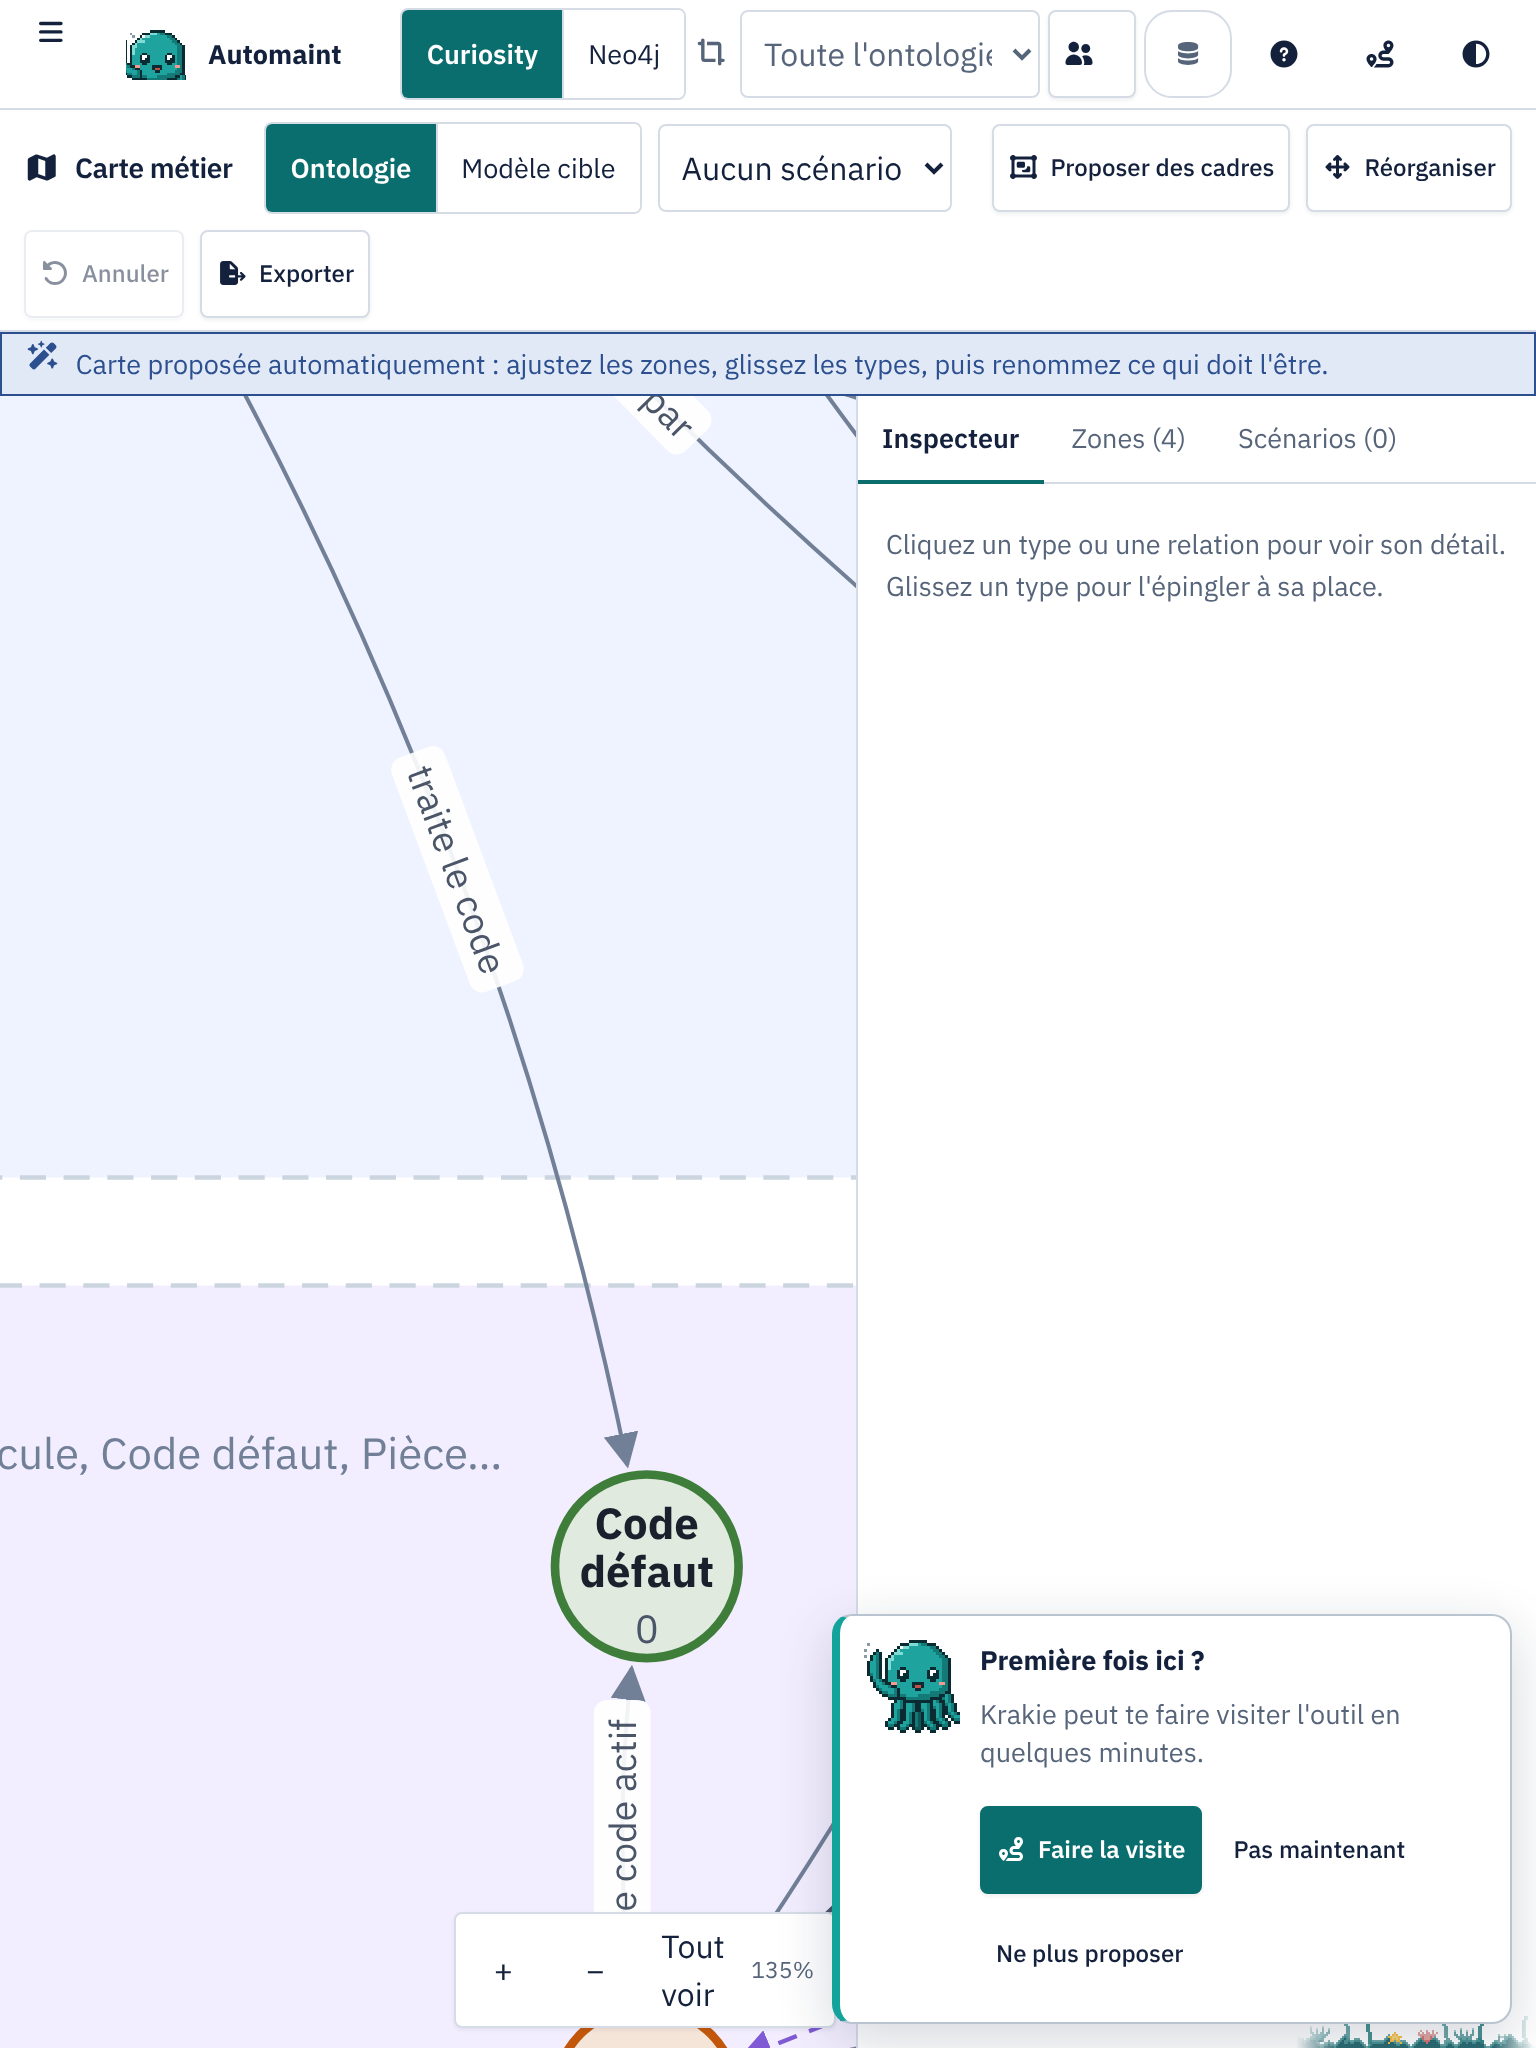 Automaint
Curiosity
Neo4j
Toute l'ontologie
Carte métier
Ontologie
Modèle cible
Aucun scénario
Proposer des cadres
Réorganiser
Annuler
Exporter
Carte proposée automatiquement : ajustez les zones, glissez les types, puis renommez ce qui doit l'être.
par
Inspecteur
Zones (4)
Scénarios (0)
Cliquez un type ou une relation pour voir son détail.
Glissez un type pour l'épingler à sa place.
traite le code
cule, Code défaut, Pièce...
Code
défaut
0
e code actif
Première fois ici ?
Krakie peut te faire visiter l'outil en
quelques minutes.
Faire la visite
Pas maintenant
Ne plus proposer
+
−
Tout
voir
135%